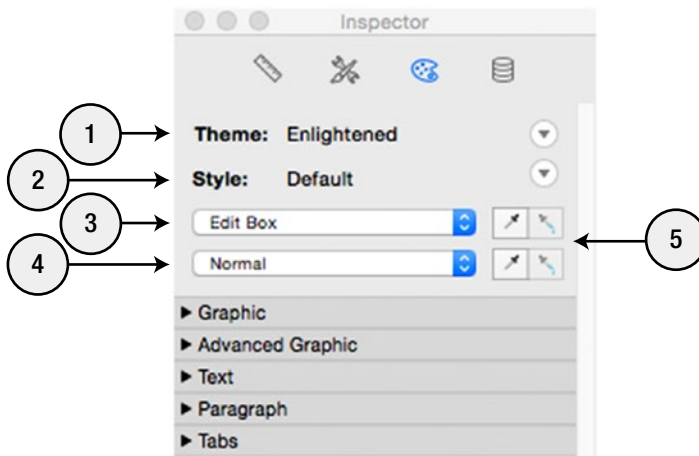 Inspector
1
Theme: Enlightened
2
Style: Default
3
Edit Box
4
Normal
5
Graphic
Advanced Graphic
Text
Paragraph
Tabs